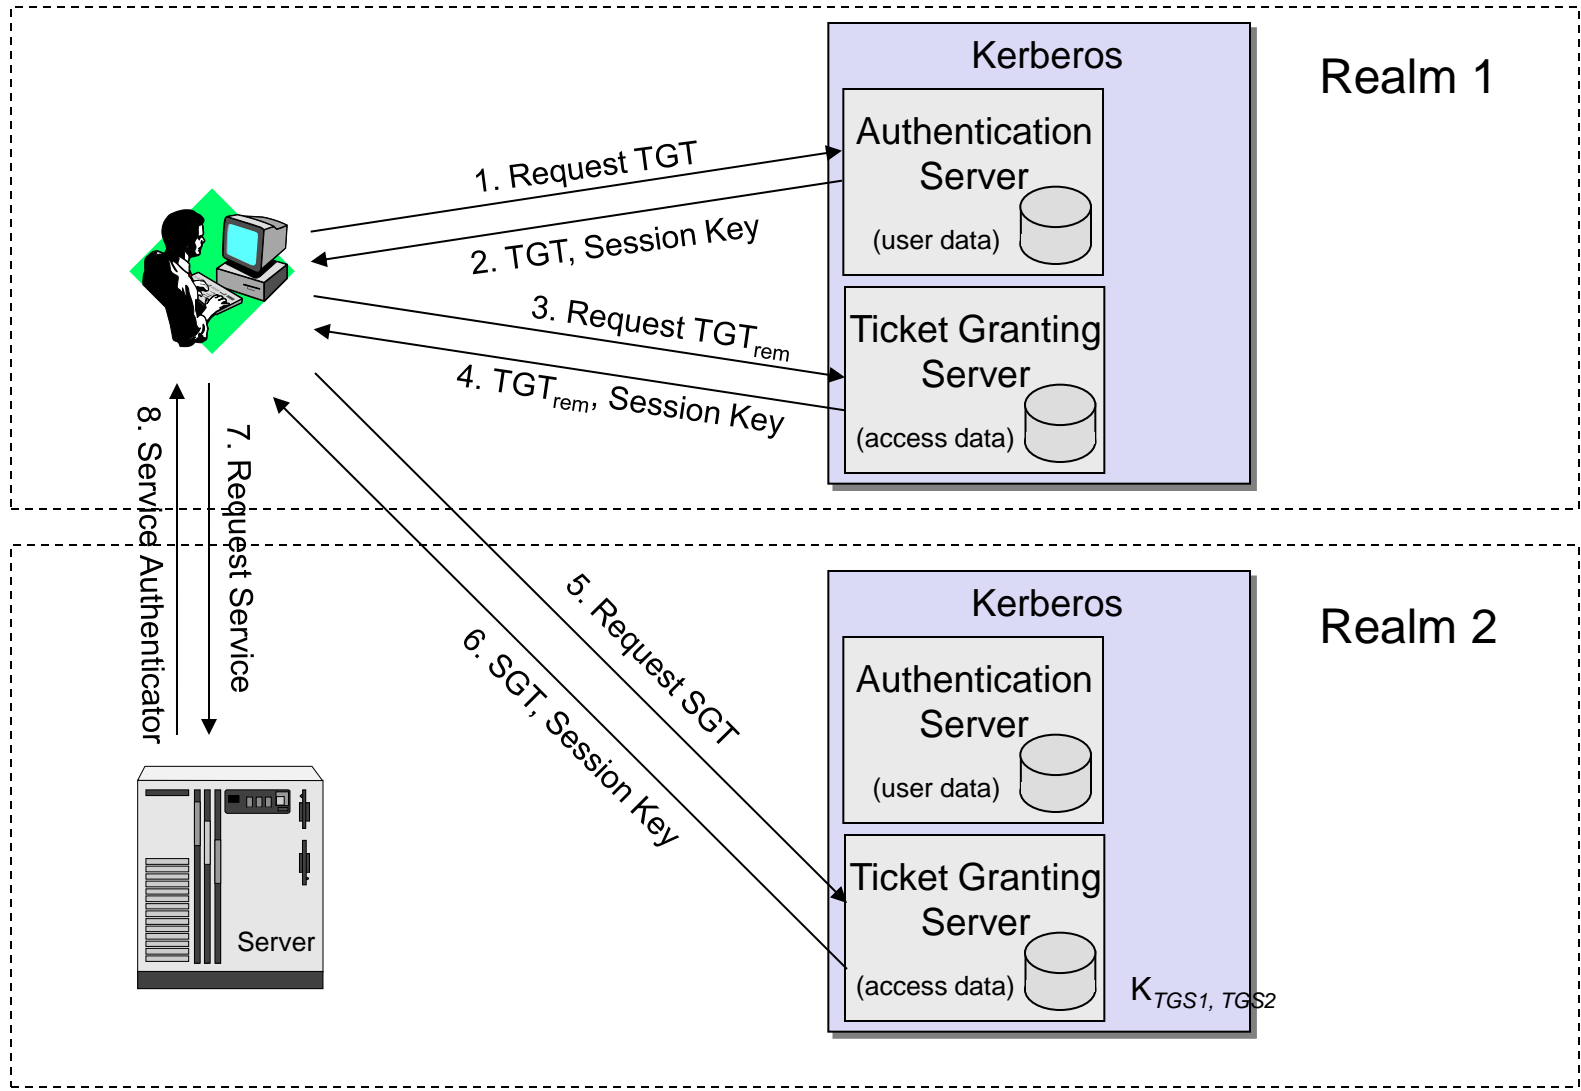 Kerberos
Realm 1
Authentication
Server
(user data)
1. Request TGT
2. TGT, Session Key
3. Request TGTrem
4. TGTrem, Session Key
Ticket Granting
Server
(access data)
8. Service Authenticator
7. Request Service
5. Request SGT
6. SGT, Session Key
Kerberos
Realm 2
Authentication
Server
(user data)
Ticket Granting
Server
(access data)
KTGS1, TGS2
Server